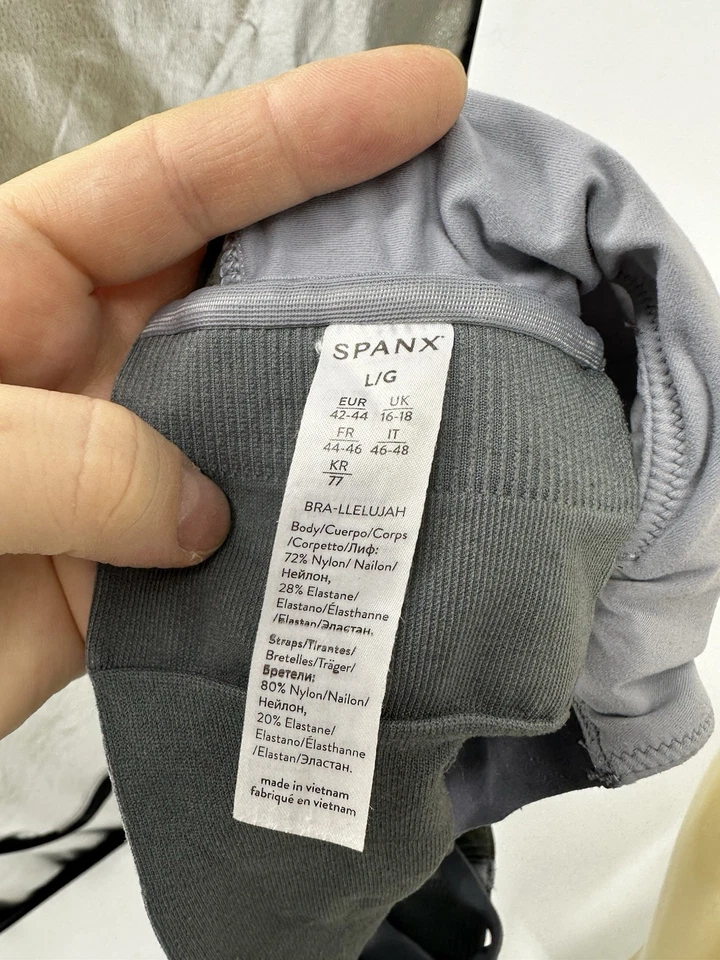 SPANX
L/G
EUR UK
42-44 16-18
FR IT
44-46 46-48
KR
77
BRA-LLELUJAH
Body/Cuerpo/Corps
/Corpetto/Лиф:
72% Nylon/ Nailon/
Нейлон,
28% Elastane/
Elastano/Élasthanne
/Elastan/Эластан.
Straps/Tirantes/
Bretelles/Träger/
Бретели:
80% Nylon/Nailon/
Нейлон,
20% Elastane/
Elastano/Élasthanne
/Elastan/Эластан.
made in vietnam
fabriqué en vietnam